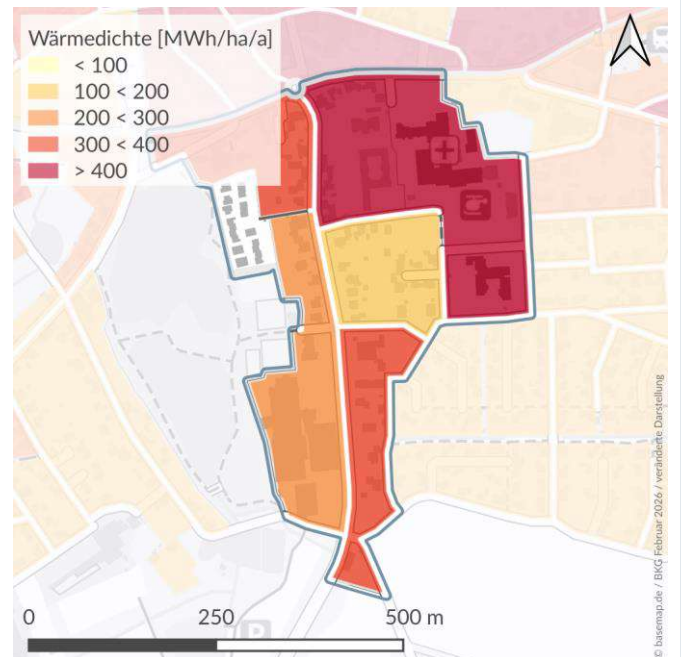 Wärmedichte [MWh/ha/a]
< 100
100 < 200
200 < 300
300 < 400
> 400
© basemap.de / BKG Februar 2026 / veränderte Darstellung
0
250
500 m
P